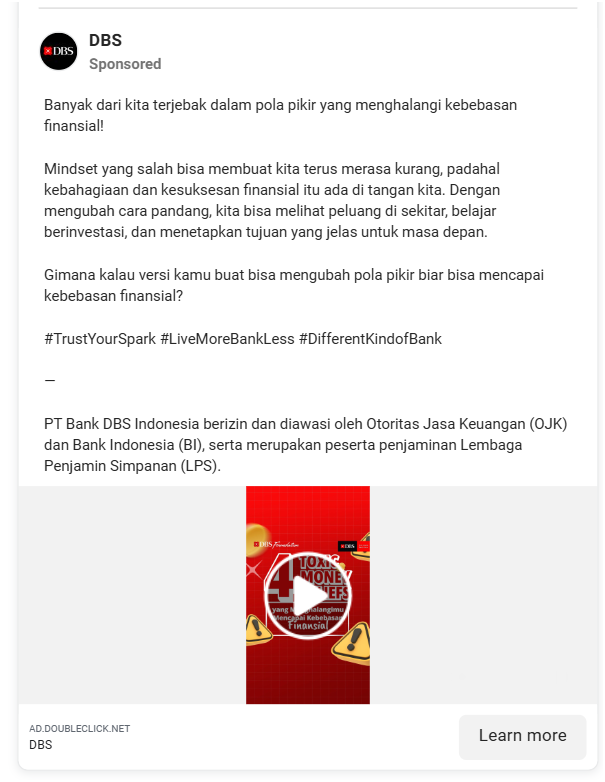 DBS
DBS
Sponsored
Banyak dari kita terjebak dalam pola pikir yang menghalangi kebebasan
finansial!
Mindset yang salah bisa membuat kita terus merasa kurang, padahal
kebahagiaan dan kesuksesan finansial itu ada di tangan kita. Dengan
mengubah cara pandang, kita bisa melihat peluang di sekitar, belajar
berinvestasi, dan menetapkan tujuan yang jelas untuk masa depan.
Gimana kalau versi kamu buat bisa mengubah pola pikir biar bisa mencapai
kebebasan finansial?
#TrustYourSpark #LiveMoreBankLess #DifferentKindofBank
—
PT Bank DBS Indonesia berizin dan diawasi oleh Otoritas Jasa Keuangan (OJK)
dan Bank Indonesia (BI), serta merupakan peserta penjaminan Lembaga
Penjamin Simpanan (LPS).
DBS Foundation
DBS
4 TOXIC
MONEY
yang
Mencapai Kebebasan
Finansial
AD.DOUBLECLICK.NET
DBS
Learn more